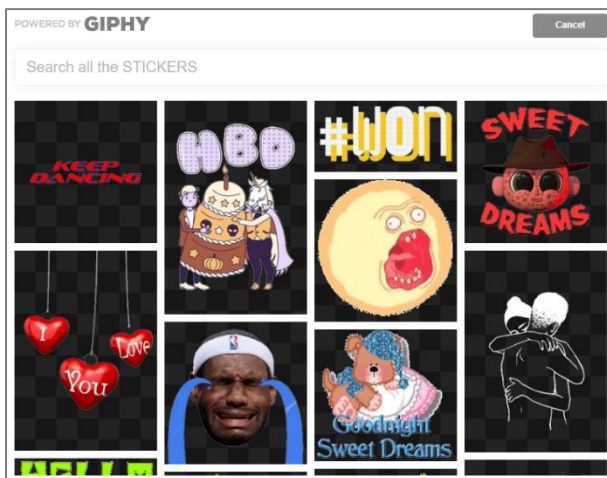 POWERED BY GIPHY
Cancel
Search all the STICKERS
KEEP
DANCING
HBD
#WON
SWEET
DREAMS
I
Love
You
Goodnight
Sweet Dreams